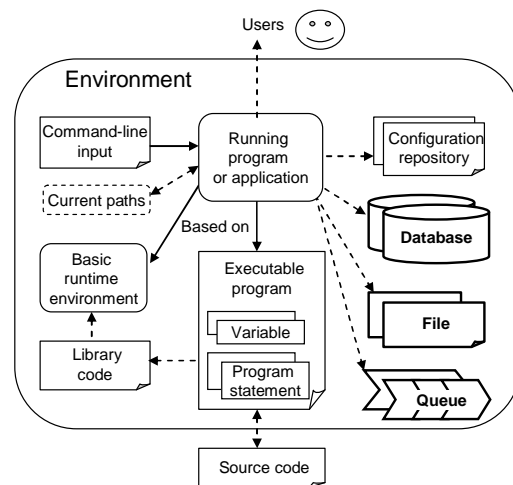 Users
Environment
Command-line
input
Running
program
or application
Configuration
repository
Current paths
Based on
Database
Basic
runtime
environment
Executable
program
File
Variable
Library
code
Program
statement
Queue
Source code